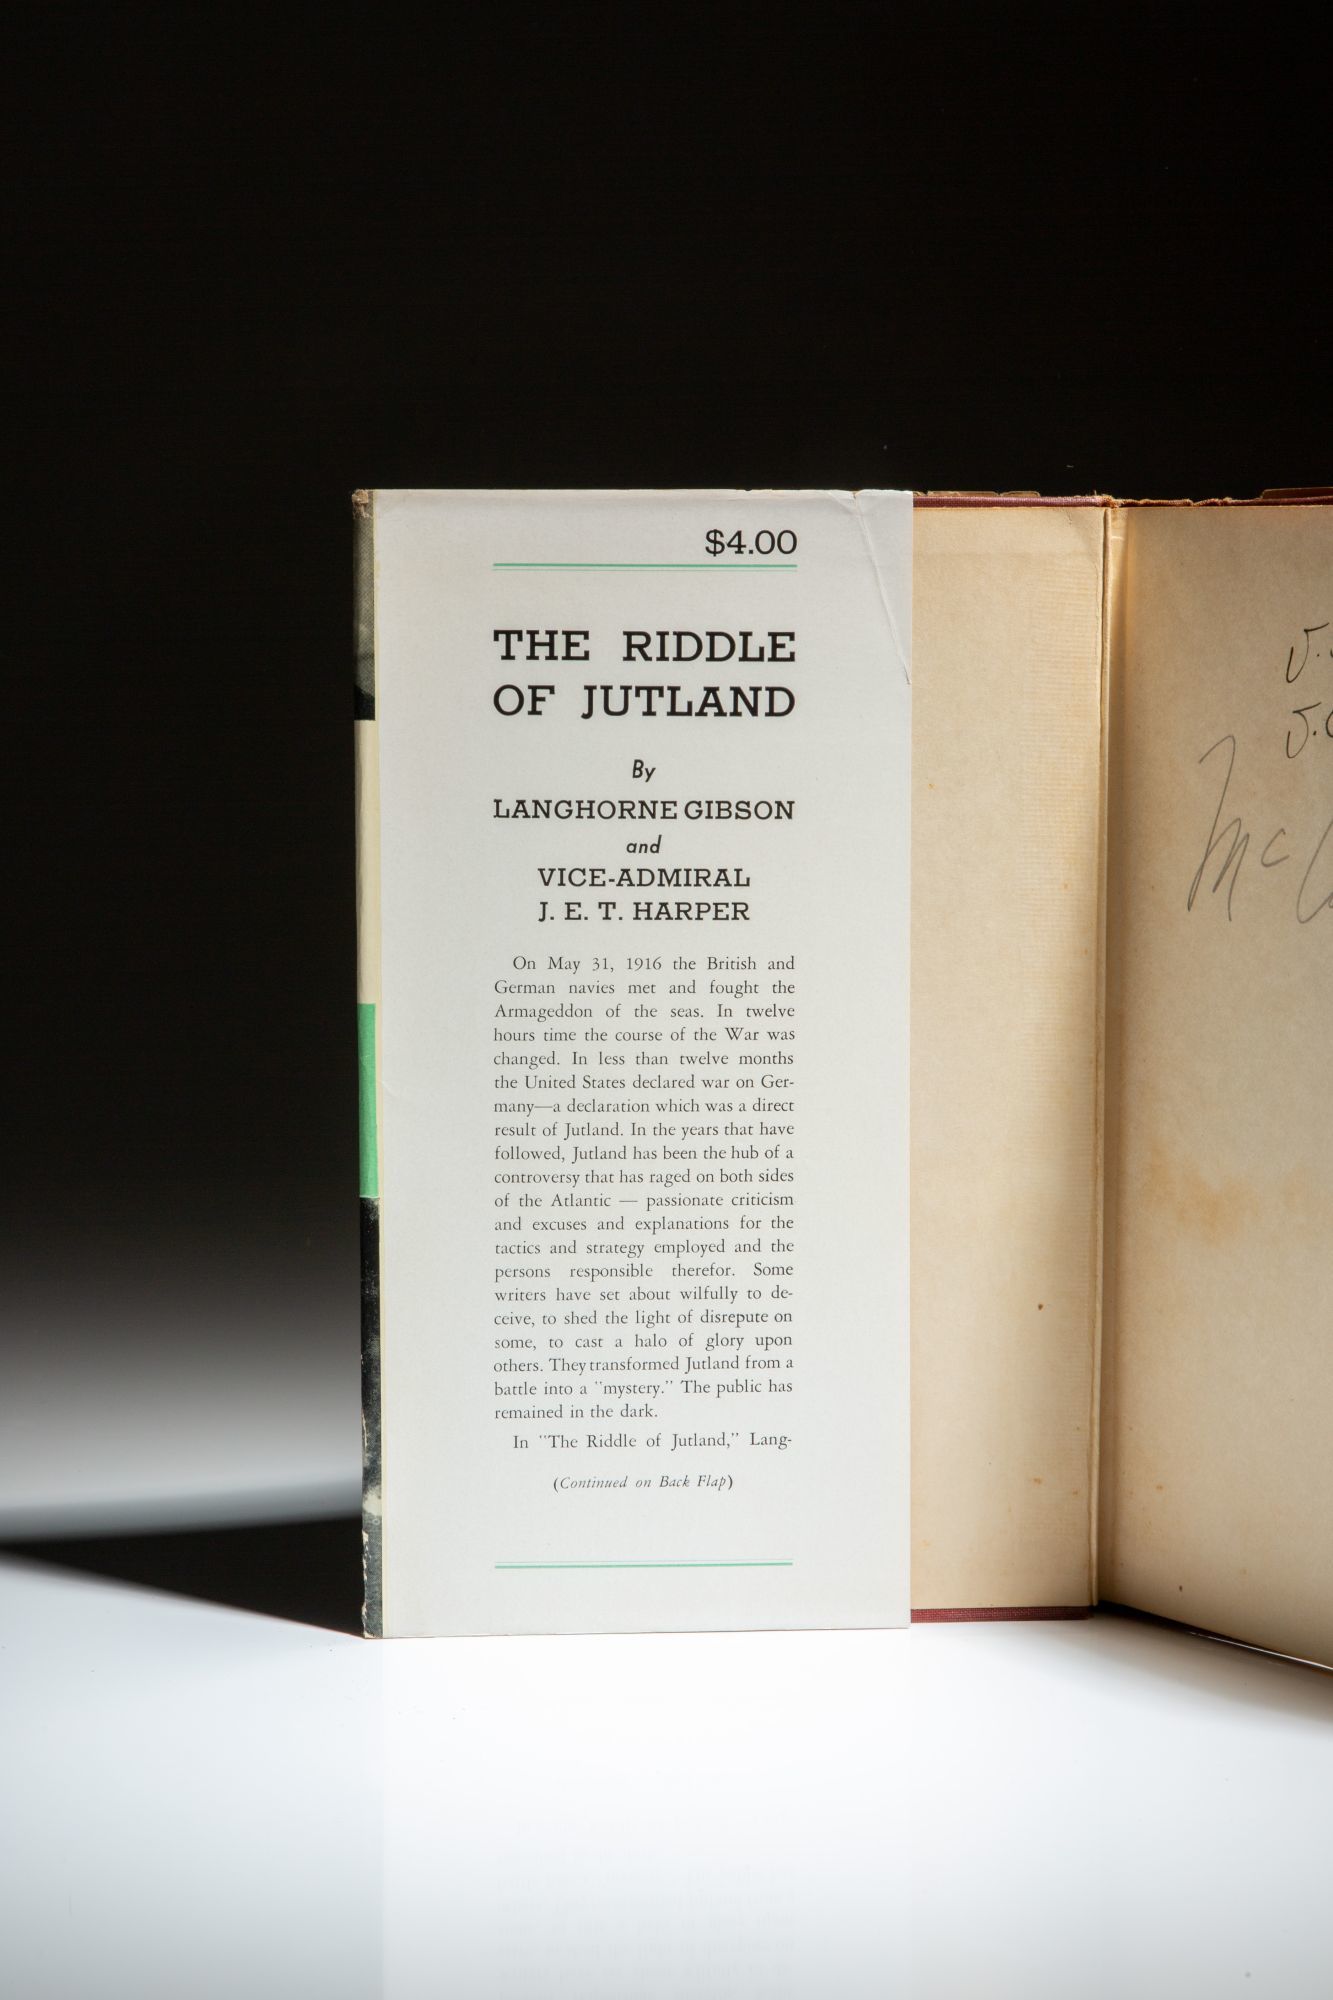 $4.00
THE RIDDLE
OF JUTLAND
By
LANGHORNE GIBSON
and
VICE-ADMIRAL
J. E. T. HARPER
On May 31, 1916 the British and
German navies met and fought the
Armageddon of the seas. In twelve
hours time the course of the War was
changed. In less than twelve months
the United States declared war on Ger-
many—a declaration which was a direct
result of Jutland. In the years that have
followed, Jutland has been the hub of a
controversy that has raged on both sides
of the Atlantic — passionate criticism
and excuses and explanations for the
tactics and strategy employed and the
persons responsible therefor. Some
writers have set about wilfully to de-
ceive, to shed the light of disrepute on
some, to cast a halo of glory upon
others. They transformed Jutland from a
battle into a "mystery." The public has
remained in the dark.
In "The Riddle of Jutland," Lang-
(Continued on Back Flap)